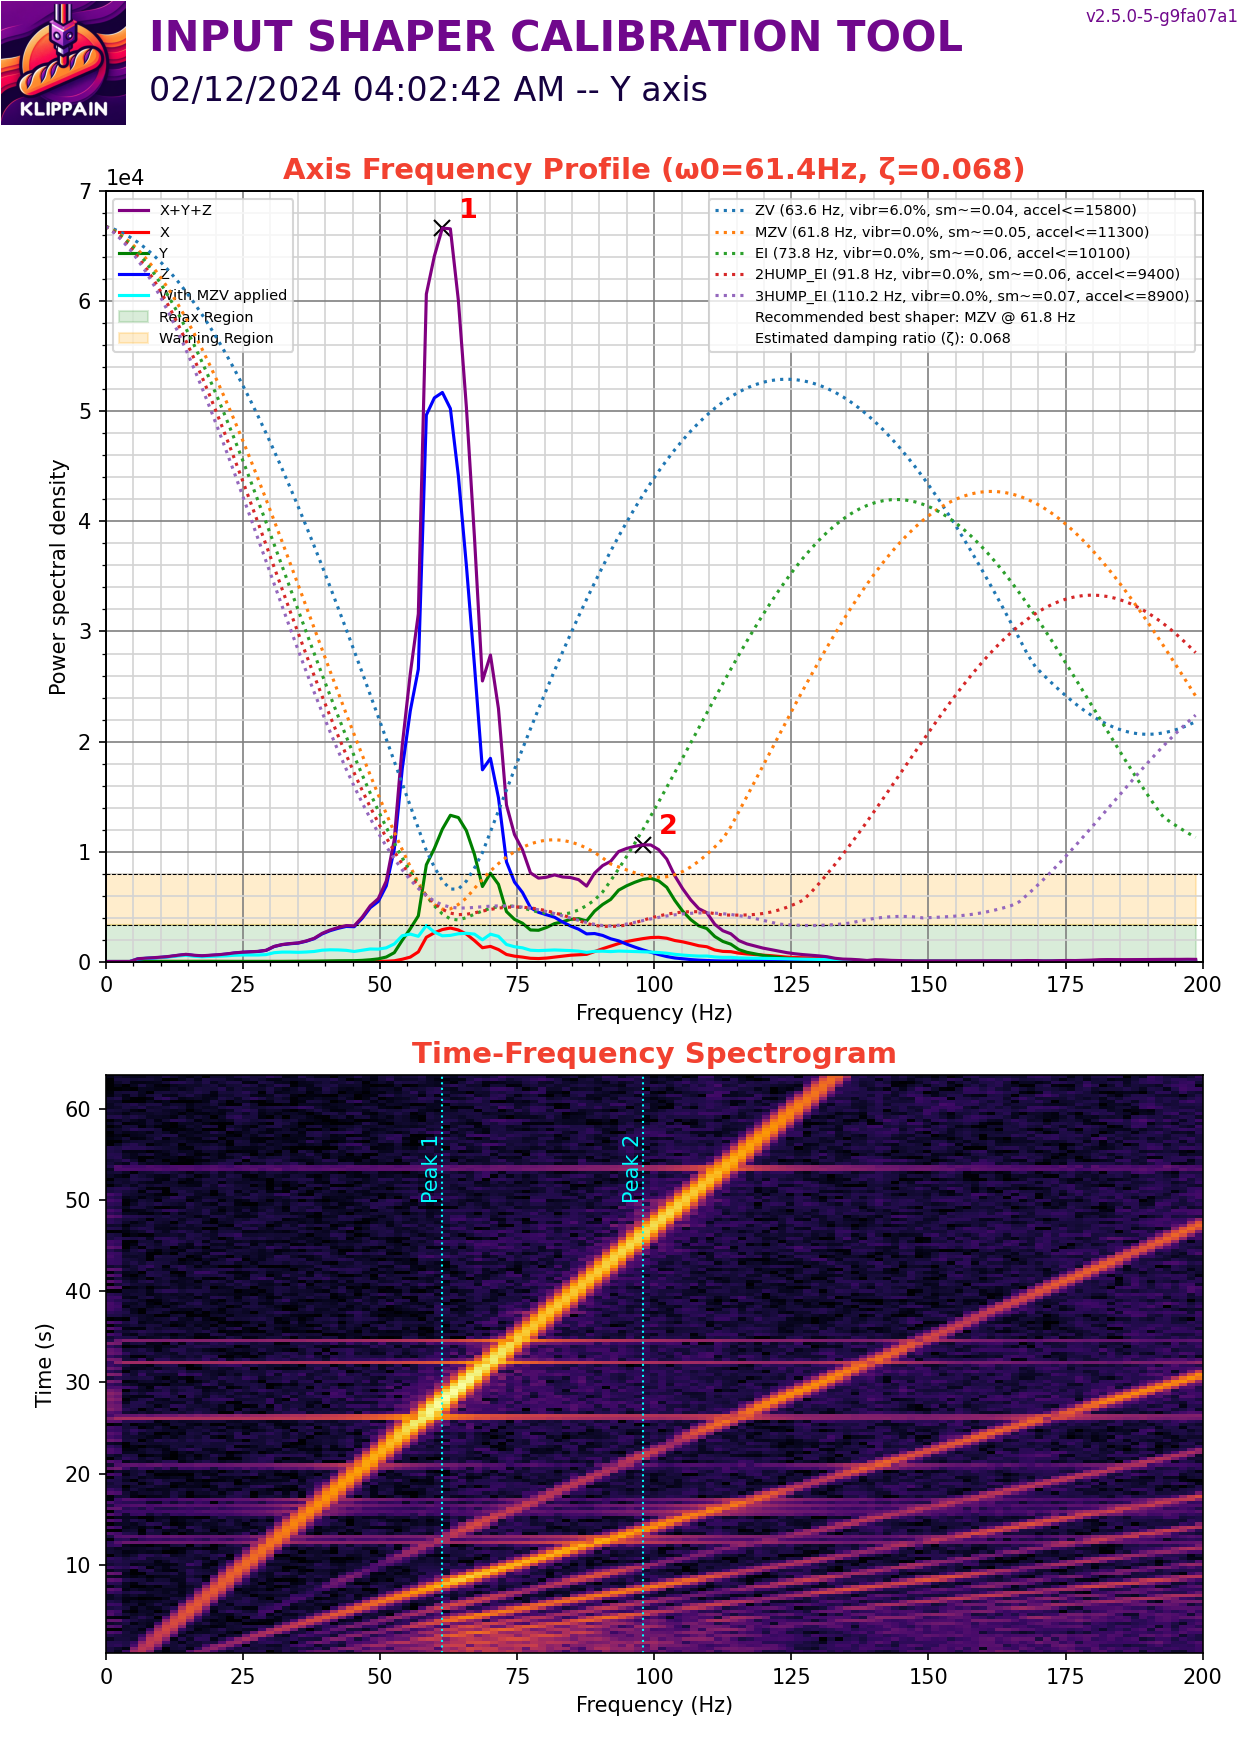 v2.5.0-5-g9fa07a1
INPUT SHAPER CALIBRATION TOOL
02/12/2024 04:02:42 AM -- Y axis
KLIPPAIN
Axis Frequency Profile (ω0=61.4Hz, ζ=0.068)
1e4
X+Y+Z
X
Y
Z
With MZV applied
Relax Region
Warning Region
ZV (63.6 Hz, vibr=6.0%, sm~=0.04, accel<=15800)
MZV (61.8 Hz, vibr=0.0%, sm~=0.05, accel<=11300)
EI (73.8 Hz, vibr=0.0%, sm~=0.06, accel<=10100)
2HUMP_EI (91.8 Hz, vibr=0.0%, sm~=0.06, accel<=9400)
3HUMP_EI (110.2 Hz, vibr=0.0%, sm~=0.07, accel<=8900)
Recommended best shaper: MZV @ 61.8 Hz
Estimated damping ratio (ζ): 0.068
1
2
7
6
5
4
3
2
1
0
Power spectral density
0 25 50 75 100 125 150 175 200
Frequency (Hz)
Time-Frequency Spectrogram
Peak 1
Peak 2
60
50
40
30
20
10
Time (s)
0 25 50 75 100 125 150 175 200
Frequency (Hz)